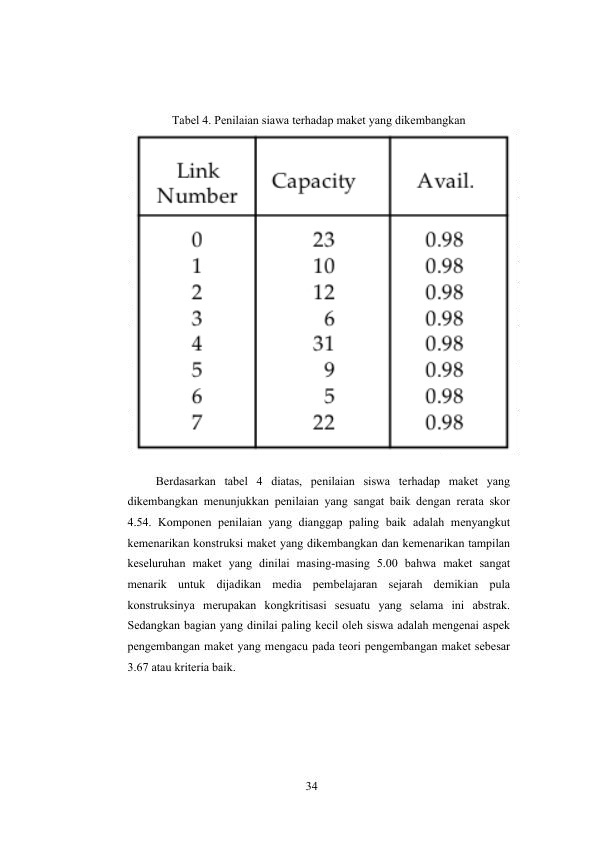 Tabel 4. Penilaian siawa terhadap maket yang dikembangkan
Link Number Capacity Avail.
0 23 0.98
1 10 0.98
2 12 0.98
3 6 0.98
4 31 0.98
5 9 0.98
6 5 0.98
7 22 0.98
Berdasarkan tabel 4 diatas, penilaian siswa terhadap maket yang
dikembangkan menunjukkan penilaian yang sangat baik dengan rerata skor
4.54. Komponen penilaian yang dianggap paling baik adalah menyangkut
kemenarikan konstruksi maket yang dikembangkan dan kemenarikan tampilan
keseluruhan maket yang dinilai masing-masing 5.00 bahwa maket sangat
menarik untuk dijadikan media pembelajaran sejarah demikian pula
konstruksinya merupakan kongkritisasi sesuatu yang selama ini abstrak.
Sedangkan bagian yang dinilai paling kecil oleh siswa adalah mengenai aspek
pengembangan maket yang mengacu pada teori pengembangan maket sebesar
3.67 atau kriteria baik.
34